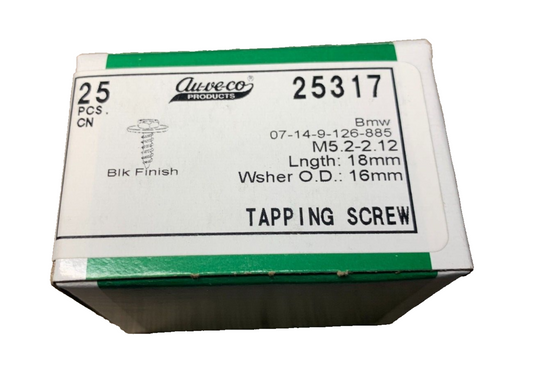 25
PCS.
CN
Au-ve-co®
PRODUCTS
25317
Bmw
07-14-9-126-885
M5.2-2.12
Lngth: 18mm
Wsher O.D.: 16mm
Blk Finish
TAPPING SCREW